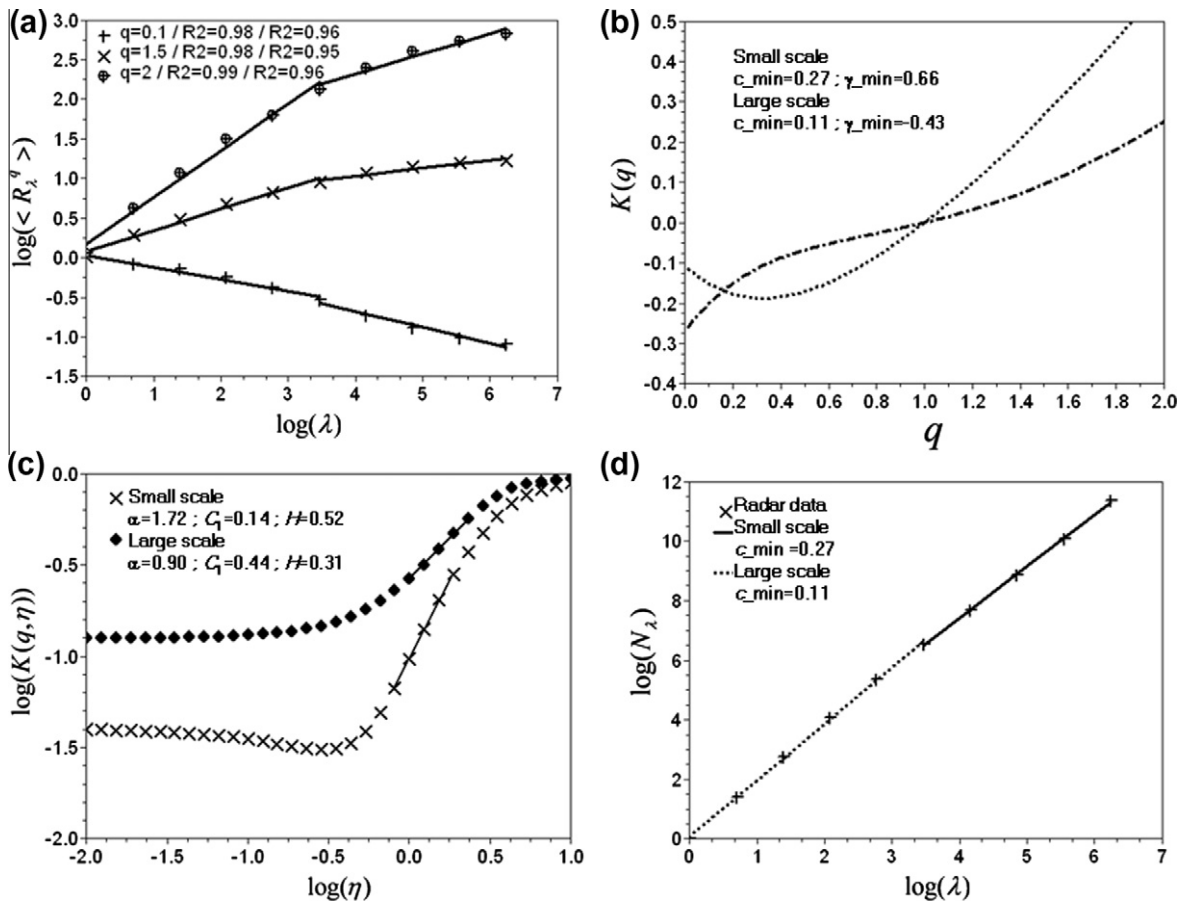 (a)
3.0
2.5
2.0
1.5
1.0
0.5
0.0
-0.5
-1.0
-1.5
q=0.1 / R2=0.98 / R2=0.96
q=1.5 / R2=0.98 / R2=0.95
q=2 / R2=0.99 / R2=0.96
log(< R_λ^q >)
0 1 2 3 4 5 6 7
log(λ)
(b)
0.5
0.4
0.3
0.2
0.1
0.0
-0.1
-0.2
-0.3
-0.4
Small scale
c_min=0.27 ; γ_min=0.66
Large scale
c_min=0.11 ; γ_min=-0.43
K(q)
0.0 0.2 0.4 0.6 0.8 1.0 1.2 1.4 1.6 1.8 2.0
q
(c)
0.0
-0.5
-1.0
-1.5
-2.0
Small scale
α=1.72 ; C₁=0.14 ; H=0.52
Large scale
α=0.90 ; C₁=0.44 ; H=0.31
log(K(q,η))
-2.0 -1.5 -1.0 -0.5 0.0 0.5 1.0
log(η)
(d)
12
10
8
6
4
2
0
Radar data
Small scale
c_min =0.27
Large scale
c_min=0.11
log(N_λ)
0 1 2 3 4 5 6 7
log(λ)